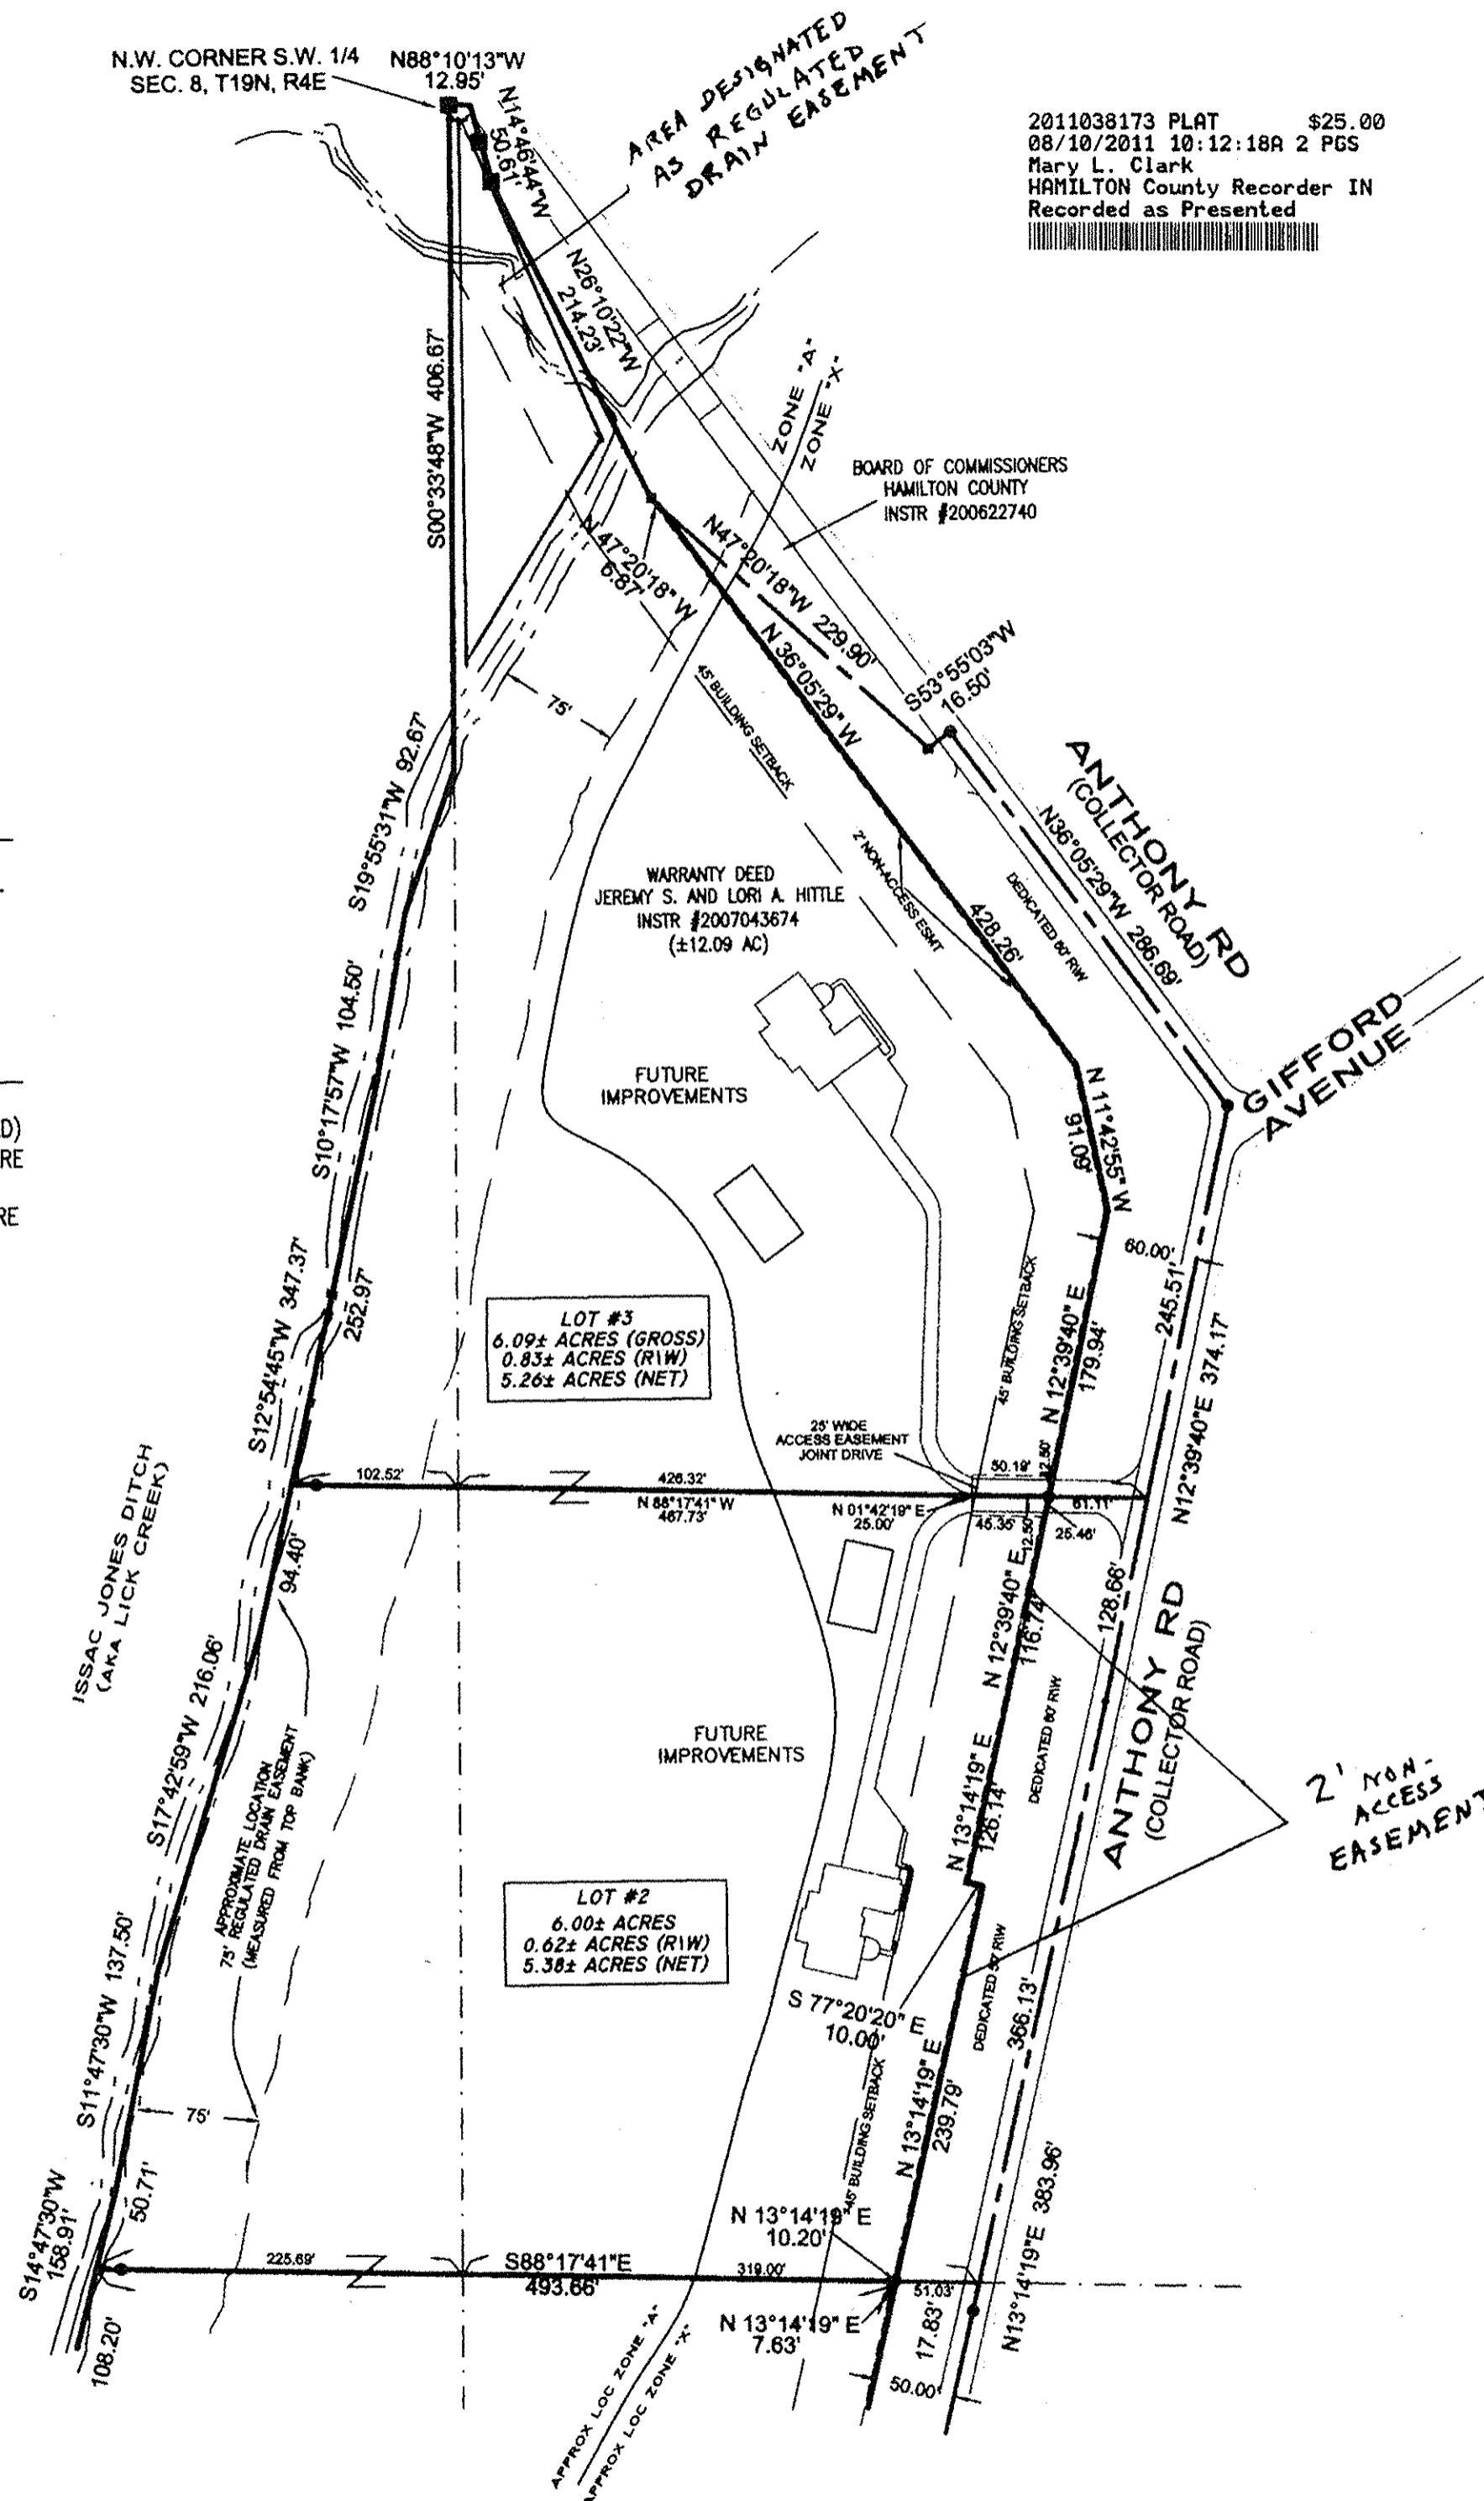 N.W. CORNER S.W. 1/4
SEC. 8, T19N, R4E
N88°10'13"W
12.95'
N14°46'44"W
50.61'
AREA DESIGNATED
AS REGULATED
DRAIN EASEMENT
2011038173 PLAT $25.00
08/10/2011 10:12:18A 2 PGS
Mary L. Clark
HAMILTON County Recorder IN
Recorded as Presented
N26°10'22"W
214.23'
S00°33'48"W 406.67'
ZONE "A"
ZONE "X"
BOARD OF COMMISSIONERS
HAMILTON COUNTY
INSTR #200622740
N 47°20'18" W
6.87'
N47°20'18"W 229.90'
N 36°05'29" W
428.26'
S53°55'03"W
16.50'
45' BUILDING SETBACK
75'
ANTHONY RD
(COLLECTOR ROAD)
N36°05'29"W 286.69'
DEDICATED 60' R\W
2' NON-ACCESS ESMT
S19°55'31"W 92.67'
WARRANTY DEED
JEREMY S. AND LORI A. HITTLE
INSTR #2007043674
(±12.09 AC)
GIFFORD
AVENUE
S10°17'57"W 104.50'
FUTURE
IMPROVEMENTS
N 11°42'55" W
91.09'
D)
RE
RE
60.00'
245.51'
N12°39'40"E 374.17'
S12°54'45"W 347.37'
252.97'
LOT #3
6.09± ACRES (GROSS)
0.83± ACRES (R\W)
5.26± ACRES (NET)
45' BUILDING SETBACK
N 12°39'40" E
179.94'
25' WIDE
ACCESS EASEMENT
JOINT DRIVE
50.19'
12.50'
102.52'
426.32'
N 88°17'41" W
467.73'
N 01°42'19" E
25.00'
45.35'
12.50'
61.11'
25.46'
ISSAC JONES DITCH
(AKA LICK CREEK)
94.40'
N 12°39'40" E
116.74'
128.66'
ANTHONY RD
(COLLECTOR ROAD)
S17°42'59"W 216.06'
APPROXIMATE LOCATION
75' REGULATED DRAIN EASEMENT
(MEASURED FROM TOP BANK)
FUTURE
IMPROVEMENTS
N 13°14'19" E
126.14'
DEDICATED 60' R\W
2' NON-
ACCESS
EASEMENT
S11°47'30"W 137.50'
LOT #2
6.00± ACRES
0.62± ACRES (R\W)
5.38± ACRES (NET)
S 77°20'20" E
10.00'
DEDICATED 50' R\W
366.13'
N 13°14'19" E
239.79'
45' BUILDING SETBACK
75'
S14°47'30"W
158.91'
50.71'
108.20'
225.69'
S88°17'41"E
493.66'
319.00'
N 13°14'19" E
10.20'
51.03'
N 13°14'19" E
7.63'
17.83'
50.00'
N13°14'19"E 383.96'
APPROX LOC ZONE "A"
APPROX LOC ZONE "X"